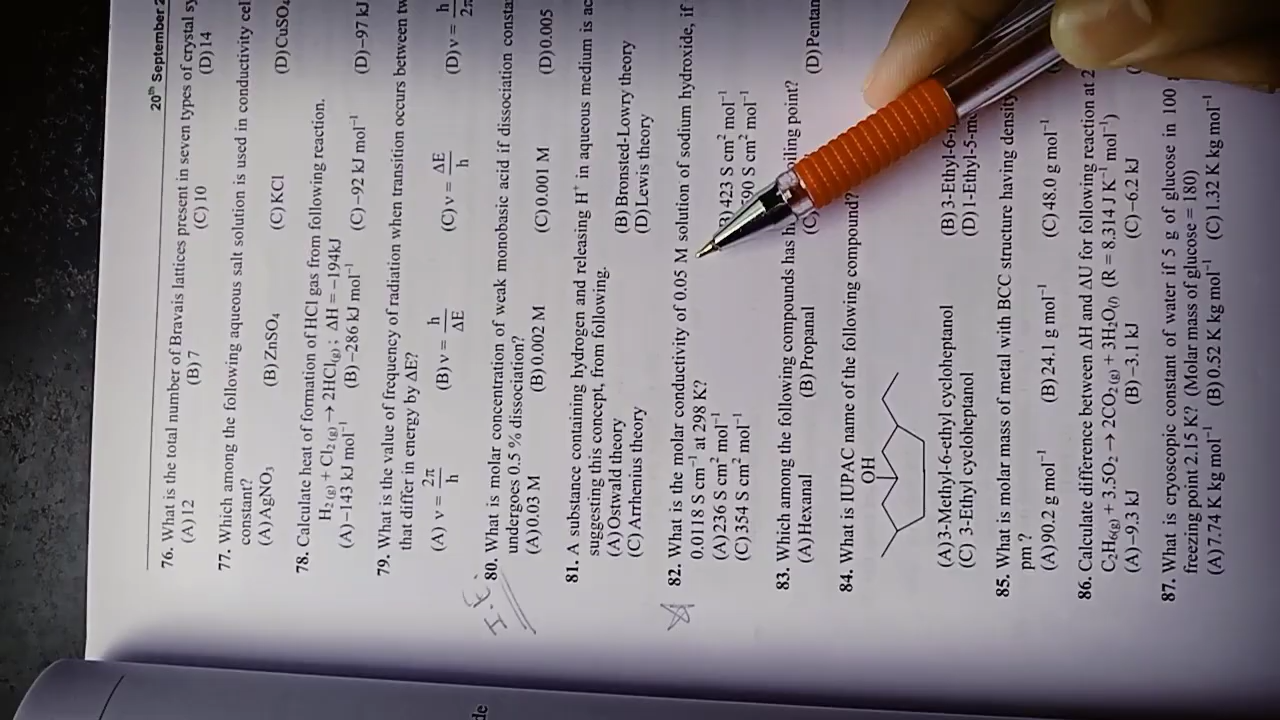 20th September 2
76. What is the total number of Bravais lattices present in seven types of crystal sy
(A) 12 (B) 7 (C) 10 (D) 14
77. Which among the following aqueous salt solution is used in conductivity cel
constant?
(A) AgNO₃ (B) ZnSO₄ (C) KCl (D) CuSO₄
78. Calculate heat of formation of HCl gas from following reaction.
H₂ (g) + Cl₂ (g) → 2HCl(g) ; ΔH = −194kJ
(A) −143 kJ mol⁻¹ (B) −286 kJ mol⁻¹ (C) −92 kJ mol⁻¹ (D) −97 kJ
79. What is the value of frequency of radiation when transition occurs between tw
that differ in energy by ΔE?
(A) ν = 2π/h (B) ν = h/ΔE (C) ν = ΔE/h (D) ν = h/2π
I.E.
80. What is molar concentration of weak monobasic acid if dissociation consta
undergoes 0.5 % dissociation?
(A) 0.03 M (B) 0.002 M (C) 0.001 M (D) 0.005
81. A substance containing hydrogen and releasing H⁺ in aqueous medium is ac
suggesting this concept, from following.
(A) Ostwald theory (B) Bronsted-Lowry theory
(C) Arrhenius theory (D) Lewis theory
82. What is the molar conductivity of 0.05 M solution of sodium hydroxide, if
0.0118 S cm⁻¹ at 298 K?
(A) 236 S cm² mol⁻¹ (B) 423 S cm² mol⁻¹
(C) 354 S cm² mol⁻¹ 90 S cm² mol⁻¹
83. Which among the following compounds has h oiling point?
(A) Hexanal (B) Propanal (C) (D) Pentan
84. What is IUPAC name of the following compound?
OH
(A) 3-Methyl-6-ethyl cycloheptanol (B) 3-Ethyl-6-
(C) 3-Ethyl cycloheptanol (D) 1-Ethyl-5-me
85. What is molar mass of metal with BCC structure having density
pm ?
(A) 90.2 g mol⁻¹ (B) 24.1 g mol⁻¹ (C) 48.0 g mol⁻¹
86. Calculate difference between ΔH and ΔU for following reaction at 2
C₂H₆(g) + 3.5O₂ → 2CO₂ (g) + 3H₂O(l) (R = 8.314 J K⁻¹ mol⁻¹)
(A) −9.3 kJ (B) −3.1 kJ (C) −6.2 kJ
87. What is cryoscopic constant of water if 5 g of glucose in 100
freezing point 2.15 K? (Molar mass of glucose = 180)
(A) 7.74 K kg mol⁻¹ (B) 0.52 K kg mol⁻¹ (C) 1.32 K kg mol⁻¹
de